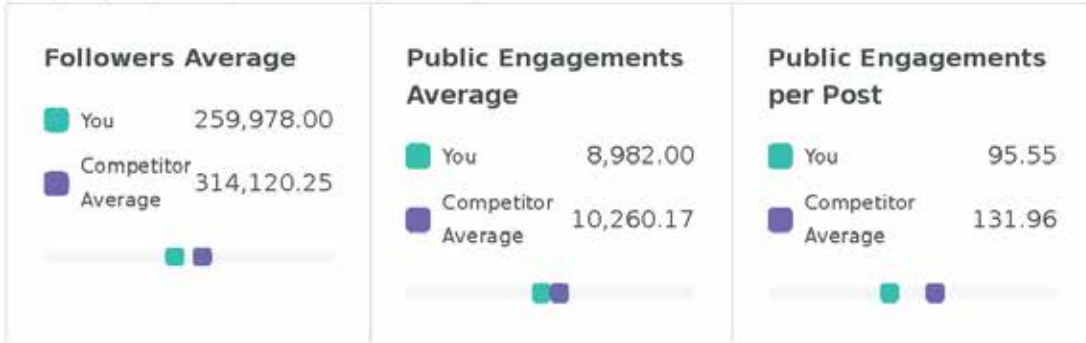 Followers Average
You 259,978.00
Competitor
Average 314,120.25
Public Engagements
Average
You 8,982.00
Competitor
Average 10,260.17
Public Engagements
per Post
You 95.55
Competitor
Average 131.96